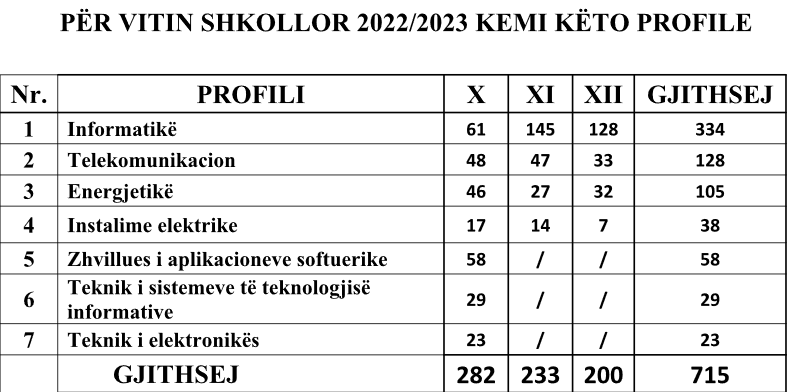 PËR VITIN SHKOLLOR 2022/2023 KEMI KËTO PROFILE
Nr. PROFILI X XI XII GJITHSEJ
1 Informatikë 61 145 128 334
2 Telekomunikacion 48 47 33 128
3 Energjetikë 46 27 32 105
4 Instalime elektrike 17 14 7 38
5 Zhvillues i aplikacioneve softuerike 58 / / 58
6 Teknik i sistemeve të teknologjisë
informative 29 / / 29
7 Teknik i elektronikës 23 / / 23
GJITHSEJ 282 233 200 715